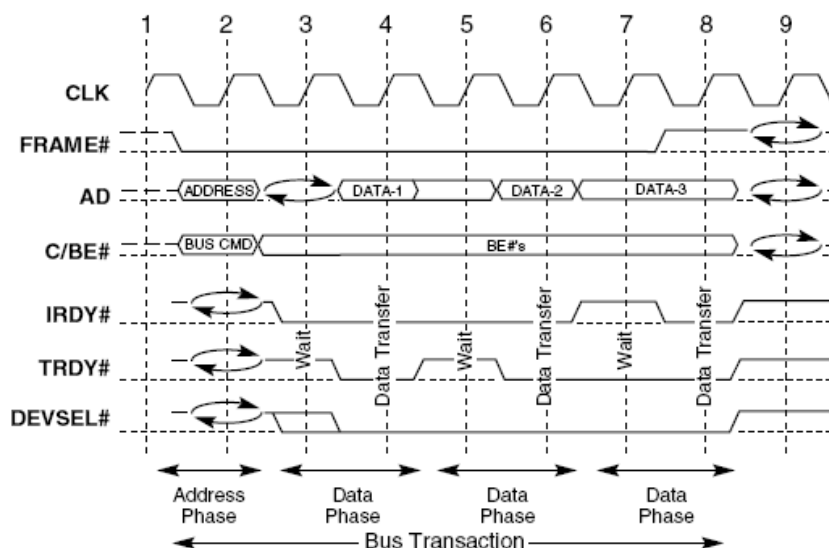 1 2 3 4 5 6 7 8 9
CLK
FRAME#
AD ADDRESS DATA-1 DATA-2 DATA-3
C/BE# BUS CMD BE#'s
IRDY#
TRDY#
Wait Data Transfer Wait Data Transfer Wait Data Transfer
DEVSEL#
Address Phase
Data Phase
Data Phase
Data Phase
Bus Transaction